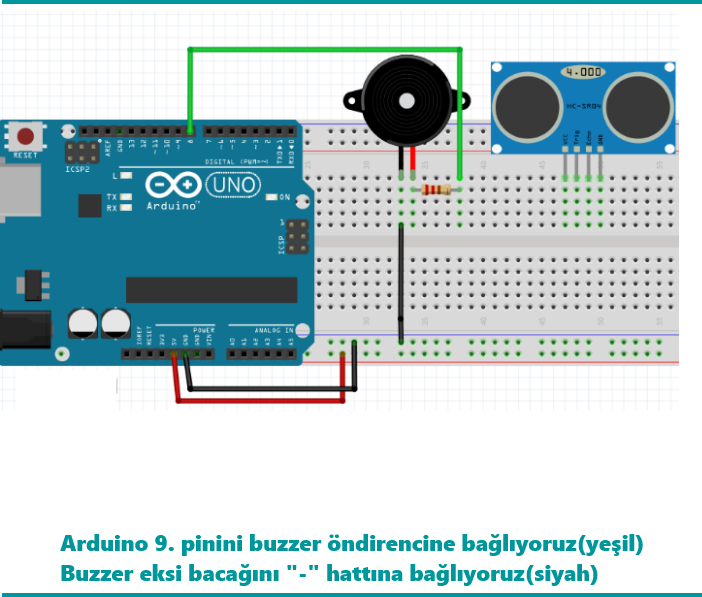 4.000
HC-SR04
VCC
Trig
Echo
GND
RESET
ICSP2
AREF
GND
13
12
~11
~10
~9
8
7
~6
~5
4
~3
2
TX0▶1
RX0◀0
DIGITAL (PWM=~)
L
TX
RX
UNO
Arduino™
ON
ICSP
IOREF
RESET
3V3
5V
GND
GND
VIN
POWER
ANALOG IN
A0
A1
A2
A3
A4
A5
Arduino 9. pinini buzzer öndirencine bağlıyoruz(yeşil)
Buzzer eksi bacağını "-" hattına bağlıyoruz(siyah)